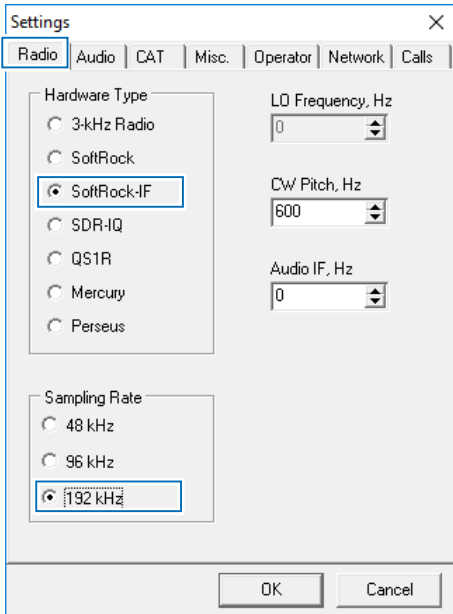 Settings
Radio Audio CAT Misc. Operator Network Calls
Hardware Type
3-kHz Radio
SoftRock
SoftRock-IF
SDR-IQ
QS1R
Mercury
Perseus
LO Frequency, Hz
0
CW Pitch, Hz
600
Audio IF, Hz
0
Sampling Rate
48 kHz
96 kHz
192 kHz
OK Cancel